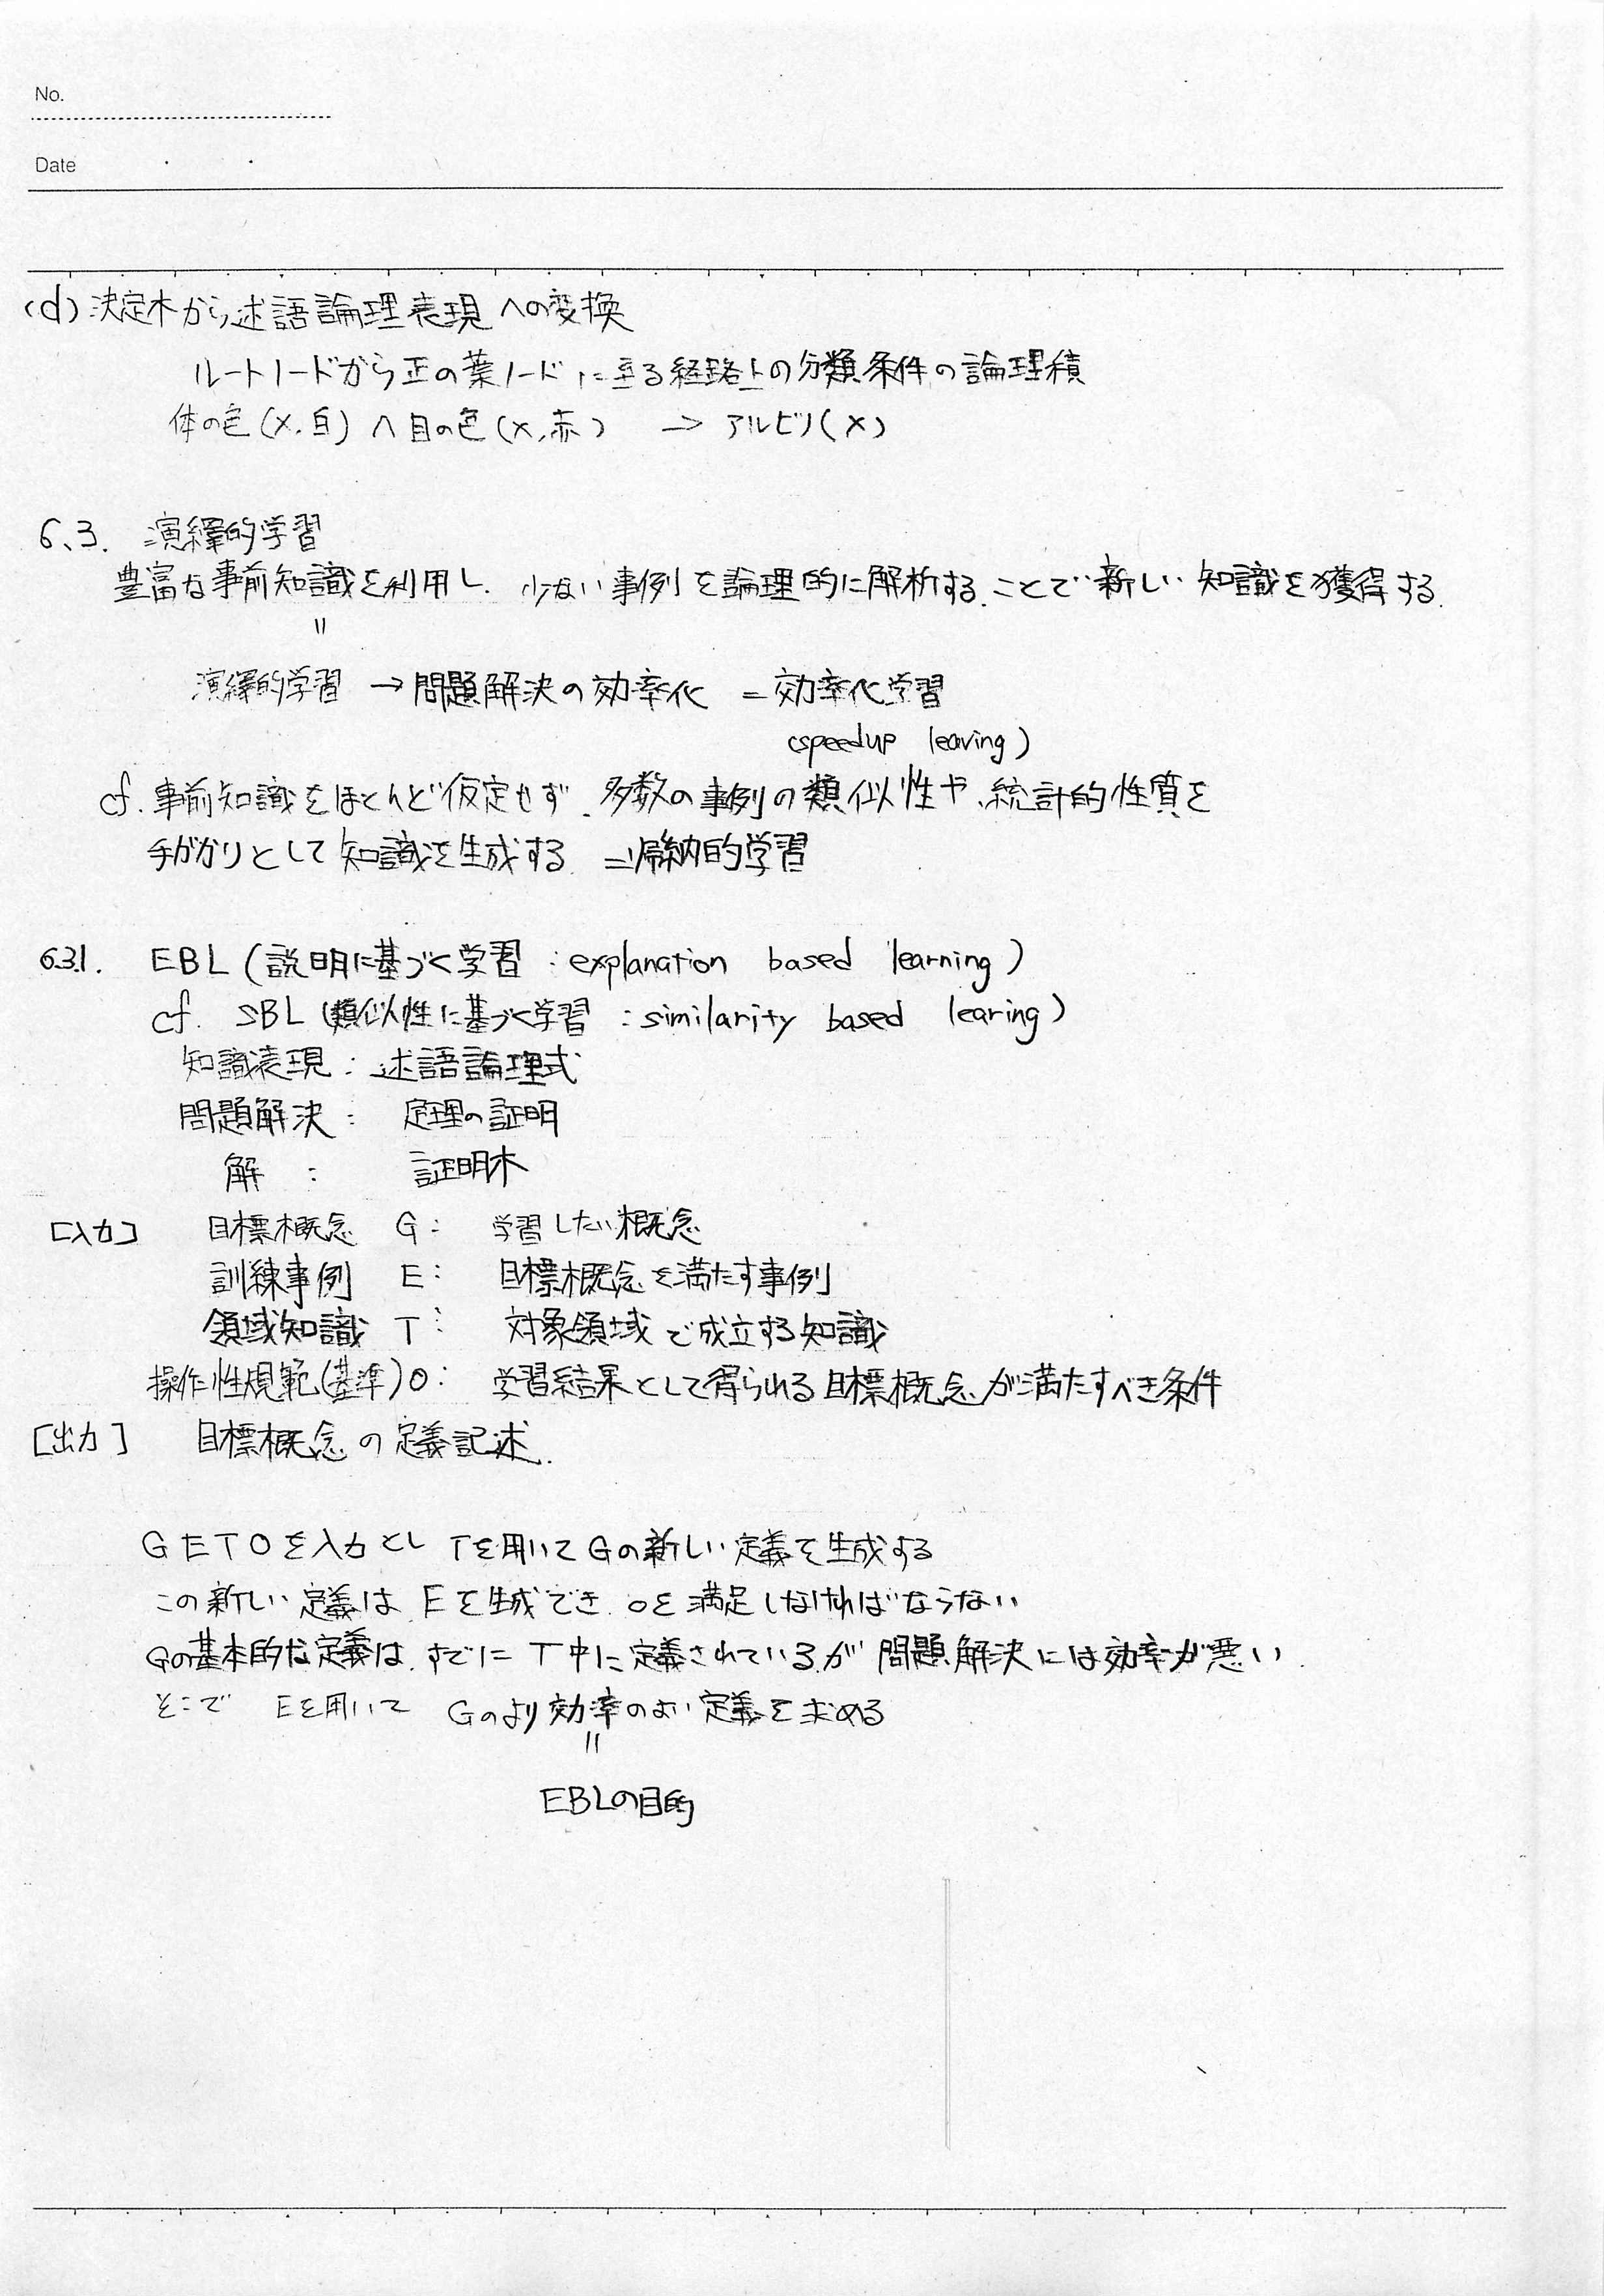 No.
Date
(d) 決定木から述語論理表現への変換
ルートノードから正の葉ノードに至る経路上の分類条件の論理積
体の色(x,白) ∧ 目の色(x,赤) → アルビノ(x)
6.3. 演繹的学習
豊富な事前知識を利用し、少ない事例を論理的に解析することで新しい知識を獲得する.
=
演繹的学習 → 問題解決の効率化 = 効率化学習
(speedup leaving)
cf. 事前知識をほとんど仮定せず、多数の事例の類似性や、統計的性質を
手がかりとして知識を生成する. ⇒帰納的学習
6.3.1. EBL (説明に基づく学習 : explanation based learning)
cf. SBL (類似性に基づく学習 : similarity based learing)
知識表現 : 述語論理式
問題解決 : 定理の証明
解 : 証明木
[入力] 目標概念 G : 学習したい概念
訓練事例 E : 目標概念を満たす事例
領域知識 T : 対象領域で成立する知識
操作性規範(基準) O : 学習結果として得られる目標概念が満たすべき条件
[出力] 目標概念の定義記述.
G E T O を入力とし Tを用いてGの新しい定義を生成する
この新しい定義は Eを生成でき、Oを満足しなければならない
Gの基本的な定義は、すでに T中に定義されているが 問題解決には効率が悪い.
そこで Eを用いて Gのより効率のよい定義を求める
=
EBLの目的